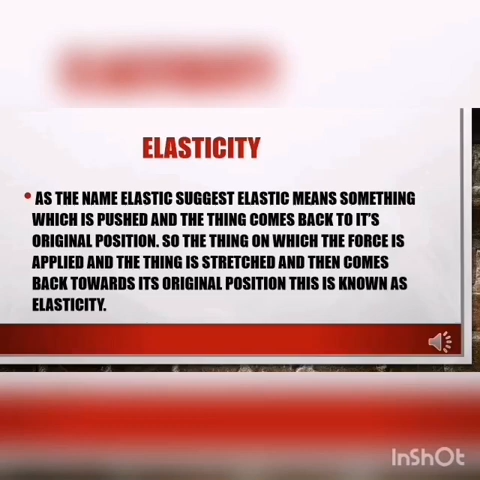 ELASTICITY
• AS THE NAME ELASTIC SUGGEST ELASTIC MEANS SOMETHING
WHICH IS PUSHED AND THE THING COMES BACK TO IT'S
ORIGINAL POSITION. SO THE THING ON WHICH THE FORCE IS
APPLIED AND THE THING IS STRETCHED AND THEN COMES
BACK TOWARDS ITS ORIGINAL POSITION THIS IS KNOWN AS
ELASTICITY.
InShOt